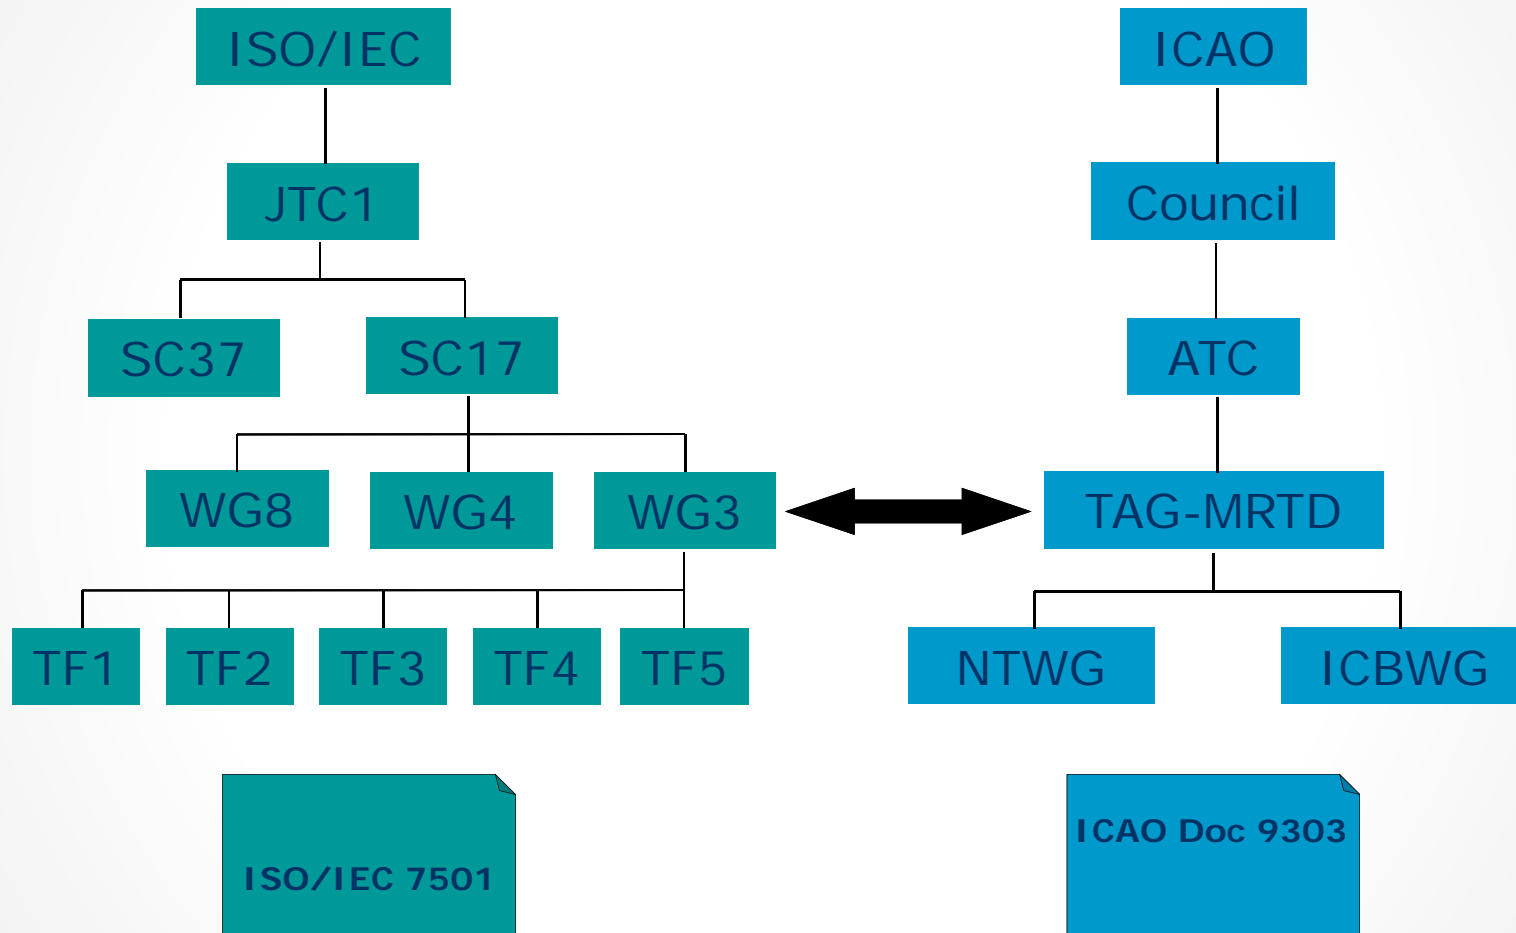 ISO/IEC
ICAO
JTC1
Council
SC37
SC17
ATC
WG8
WG4
WG3
TAG-MRTD
TF1
TF2
TF3
TF4
TF5
NTWG
ICBWG
ISO/IEC 7501
ICAO Doc 9303